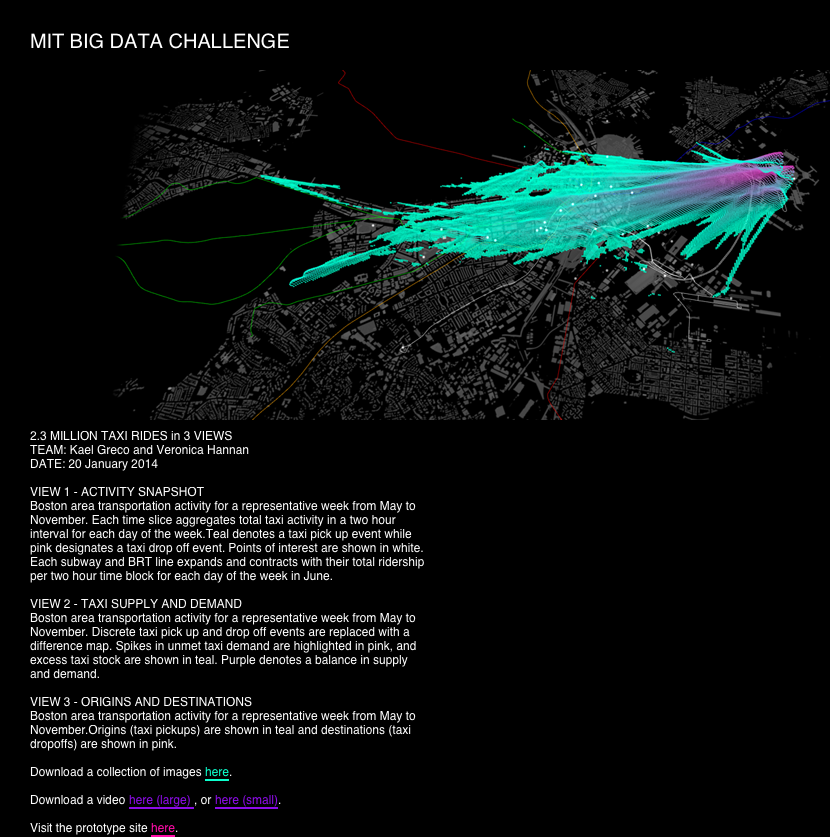 MIT BIG DATA CHALLENGE
2.3 MILLION TAXI RIDES in 3 VIEWS
TEAM: Kael Greco and Veronica Hannan
DATE: 20 January 2014
VIEW 1 - ACTIVITY SNAPSHOT
Boston area transportation activity for a representative week from May to
November. Each time slice aggregates total taxi activity in a two hour
interval for each day of the week.Teal denotes a taxi pick up event while
pink designates a taxi drop off event. Points of interest are shown in white.
Each subway and BRT line expands and contracts with their total ridership
per two hour time block for each day of the week in June.
VIEW 2 - TAXI SUPPLY AND DEMAND
Boston area transportation activity for a representative week from May to
November. Discrete taxi pick up and drop off events are replaced with a
difference map. Spikes in unmet taxi demand are highlighted in pink, and
excess taxi stock are shown in teal. Purple denotes a balance in supply
and demand.
VIEW 3 - ORIGINS AND DESTINATIONS
Boston area transportation activity for a representative week from May to
November.Origins (taxi pickups) are shown in teal and destinations (taxi
dropoffs) are shown in pink.
Download a collection of images here.
Download a video here (large) , or here (small).
Visit the prototype site here.